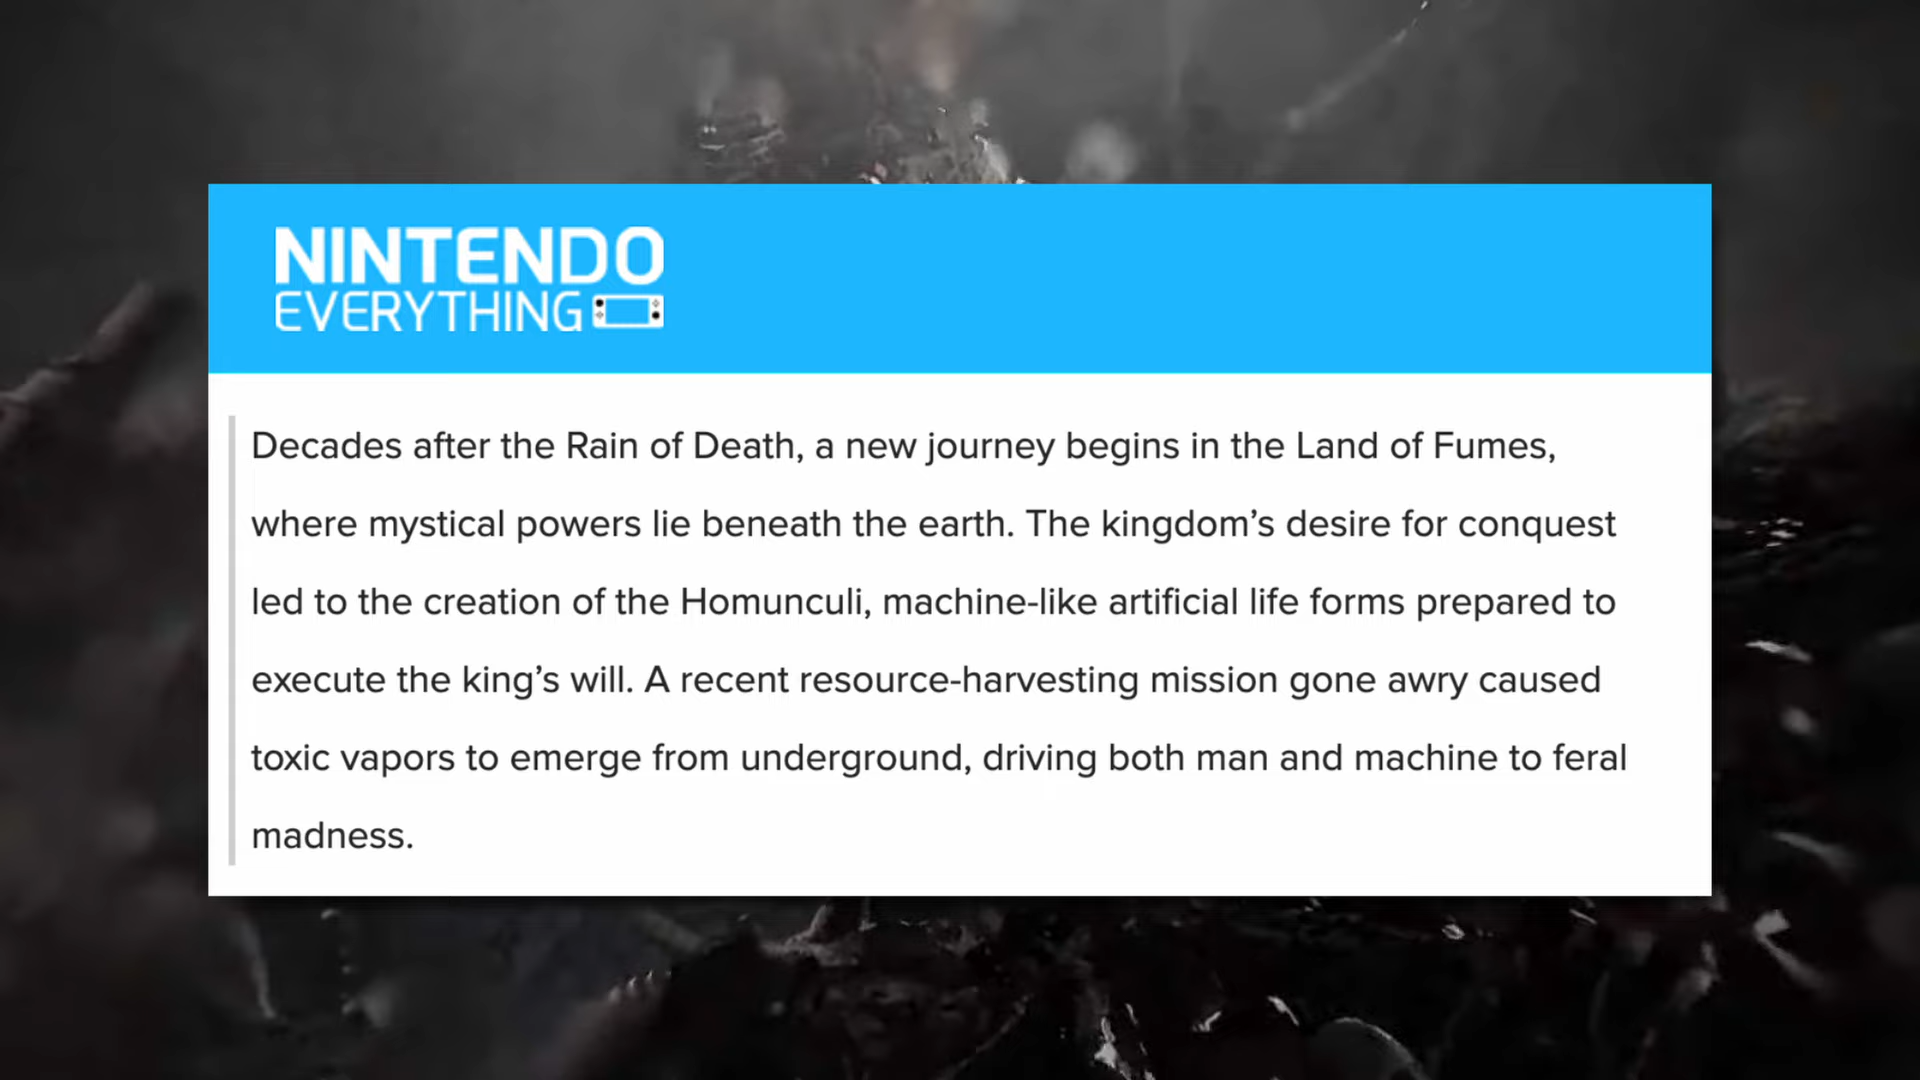 NINTENDO
EVERYTHING
Decades after the Rain of Death, a new journey begins in the Land of Fumes,
where mystical powers lie beneath the earth. The kingdom’s desire for conquest
led to the creation of the Homunculi, machine-like artificial life forms prepared to
execute the king’s will. A recent resource-harvesting mission gone awry caused
toxic vapors to emerge from underground, driving both man and machine to feral
madness.